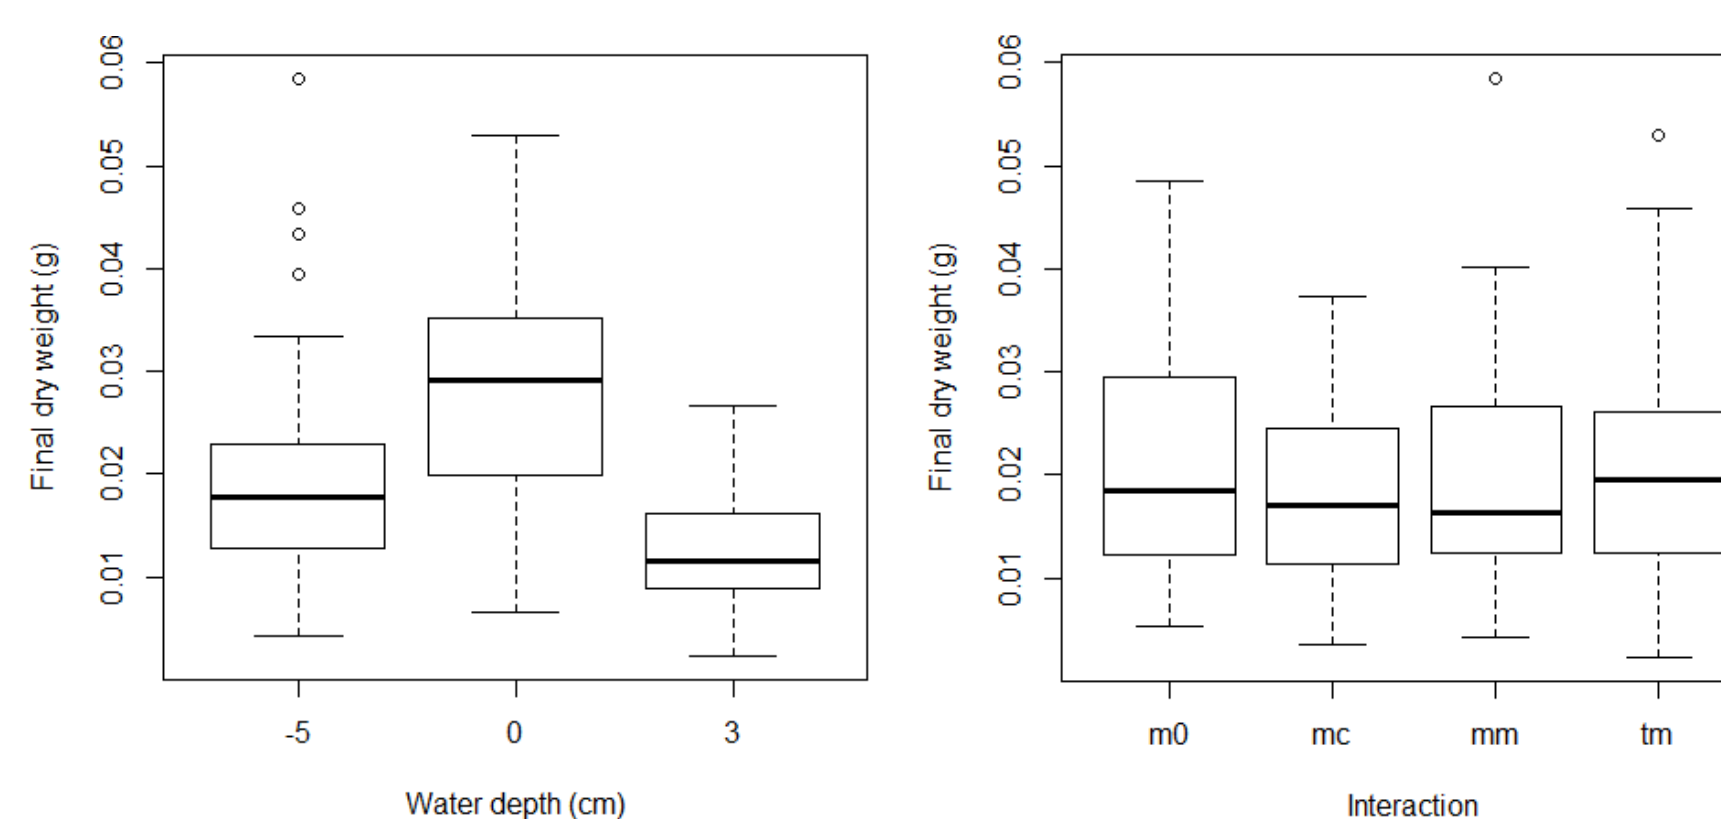 Final dry weight (g)
0.06
0.05
0.04
0.03
0.02
0.01
-5 0 3
Water depth (cm)
Final dry weight (g)
0.06
0.05
0.04
0.03
0.02
0.01
m0 mc mm tm
Interaction